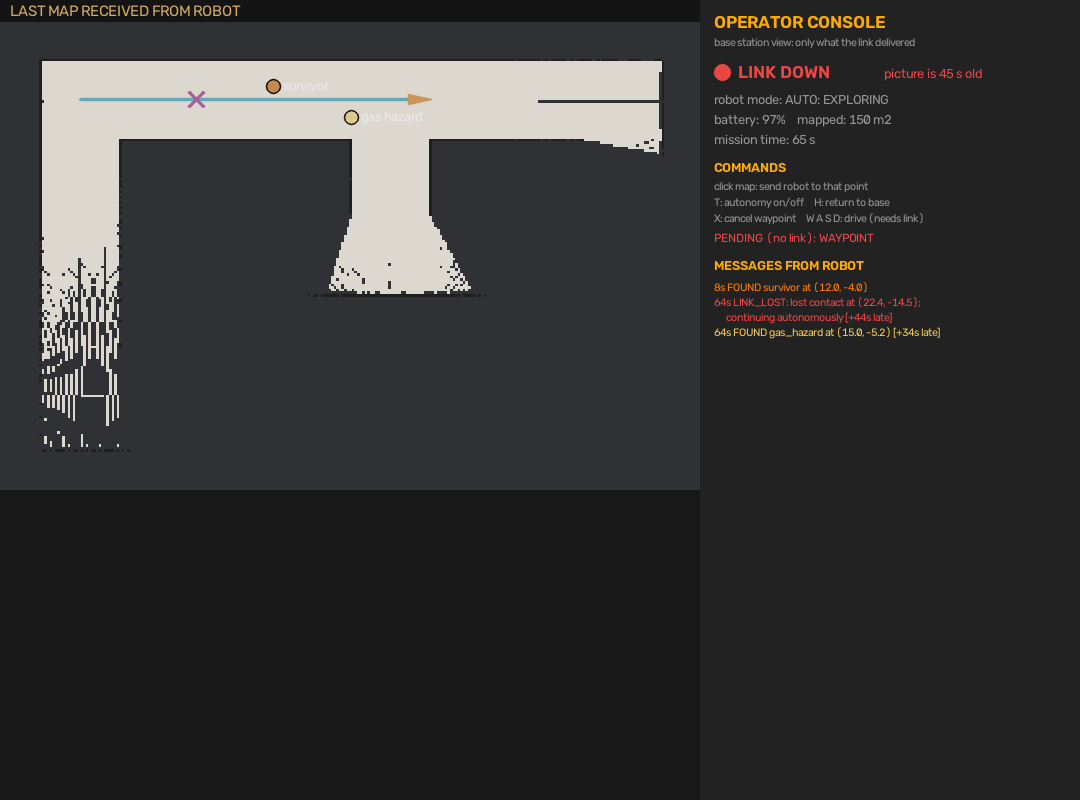 LAST MAP RECEIVED FROM ROBOT
survivor
gas hazard
OPERATOR CONSOLE
base station view: only what the link delivered
LINK DOWN picture is 45 s old
robot mode: AUTO: EXPLORING
battery: 97% mapped: 150 m2
mission time: 65 s
COMMANDS
click map: send robot to that point
T: autonomy on/off H: return to base
X: cancel waypoint W A S D: drive (needs link)
PENDING (no link): WAYPOINT
MESSAGES FROM ROBOT
8s FOUND survivor at (12.0, -4.0)
64s LINK_LOST: lost contact at (22.4, -14.5);
continuing autonomously [+44s late]
64s FOUND gas_hazard at (15.0, -5.2) [+34s late]